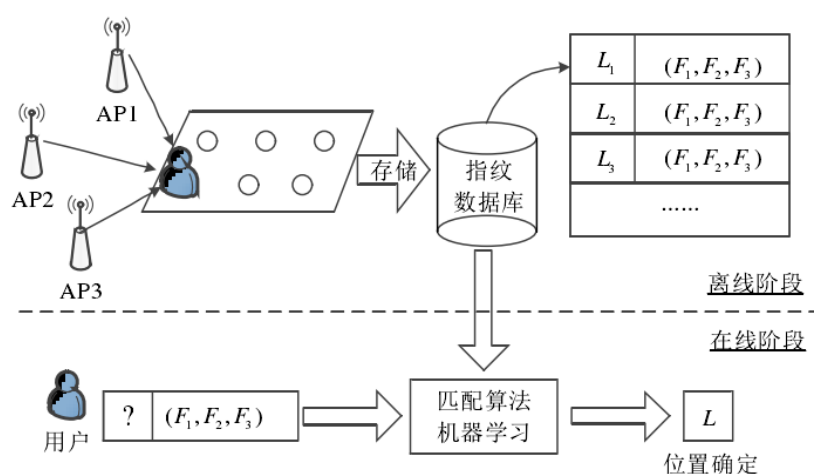 AP1
AP2
AP3
存储
指纹
数据库
L₁ (F₁,F₂,F₃)
L₂ (F₁,F₂,F₃)
L₃ (F₁,F₂,F₃)
……
离线阶段
在线阶段
用户
? (F₁,F₂,F₃)
匹配算法
机器学习
L
位置确定